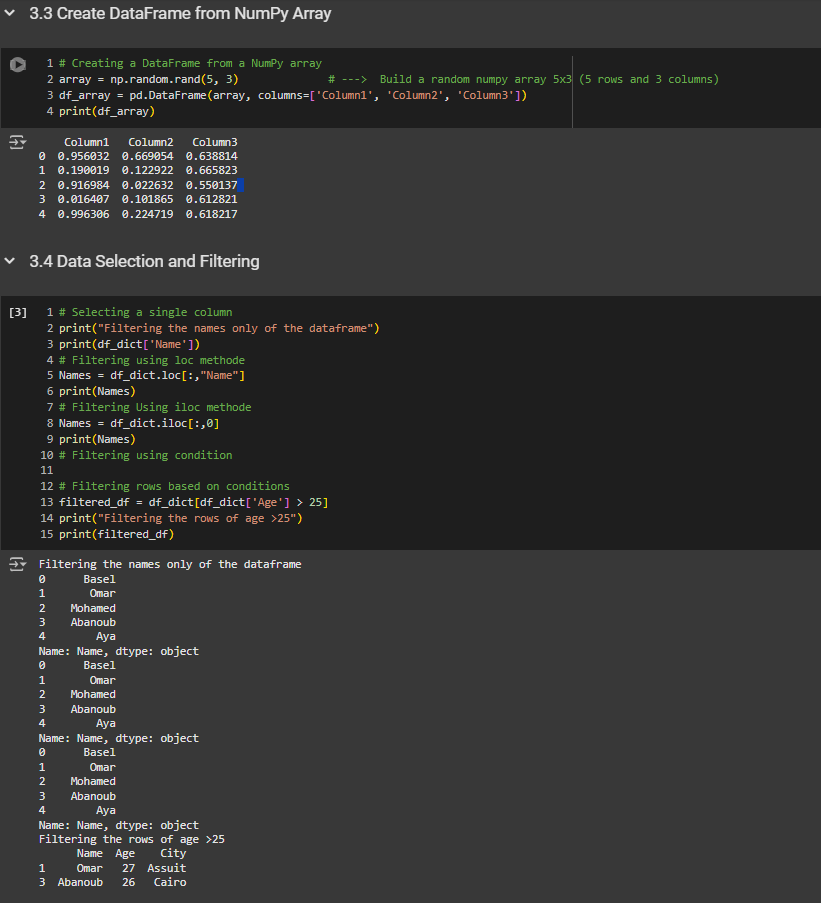 3.3 Create DataFrame from NumPy Array
1 # Creating a DataFrame from a NumPy array
2 array = np.random.rand(5, 3)              # --->  Build a random numpy array 5x3 (5 rows and 3 columns)
3 df_array = pd.DataFrame(array, columns=['Column1', 'Column2', 'Column3'])
4 print(df_array)
    Column1   Column2   Column3
0  0.956032  0.669054  0.638814
1  0.190019  0.122922  0.665823
2  0.916984  0.022632  0.550137
3  0.016407  0.101865  0.612821
4  0.996306  0.224719  0.618217
3.4 Data Selection and Filtering
[3] 1 # Selecting a single column
2 print("Filtering the names only of the dataframe")
3 print(df_dict['Name'])
4 # Filtering using loc methode
5 Names = df_dict.loc[:,"Name"]
6 print(Names)
7 # Filtering Using iloc methode
8 Names = df_dict.iloc[:,0]
9 print(Names)
10 # Filtering using condition
11
12 # Filtering rows based on conditions
13 filtered_df = df_dict[df_dict['Age'] > 25]
14 print("Filtering the rows of age >25")
15 print(filtered_df)
Filtering the names only of the dataframe
0      Basel
1       Omar
2    Mohamed
3    Abanoub
4        Aya
Name: Name, dtype: object
0      Basel
1       Omar
2    Mohamed
3    Abanoub
4        Aya
Name: Name, dtype: object
0      Basel
1       Omar
2    Mohamed
3    Abanoub
4        Aya
Name: Name, dtype: object
Filtering the rows of age >25
      Name  Age    City
1     Omar   27  Assuit
3  Abanoub   26   Cairo